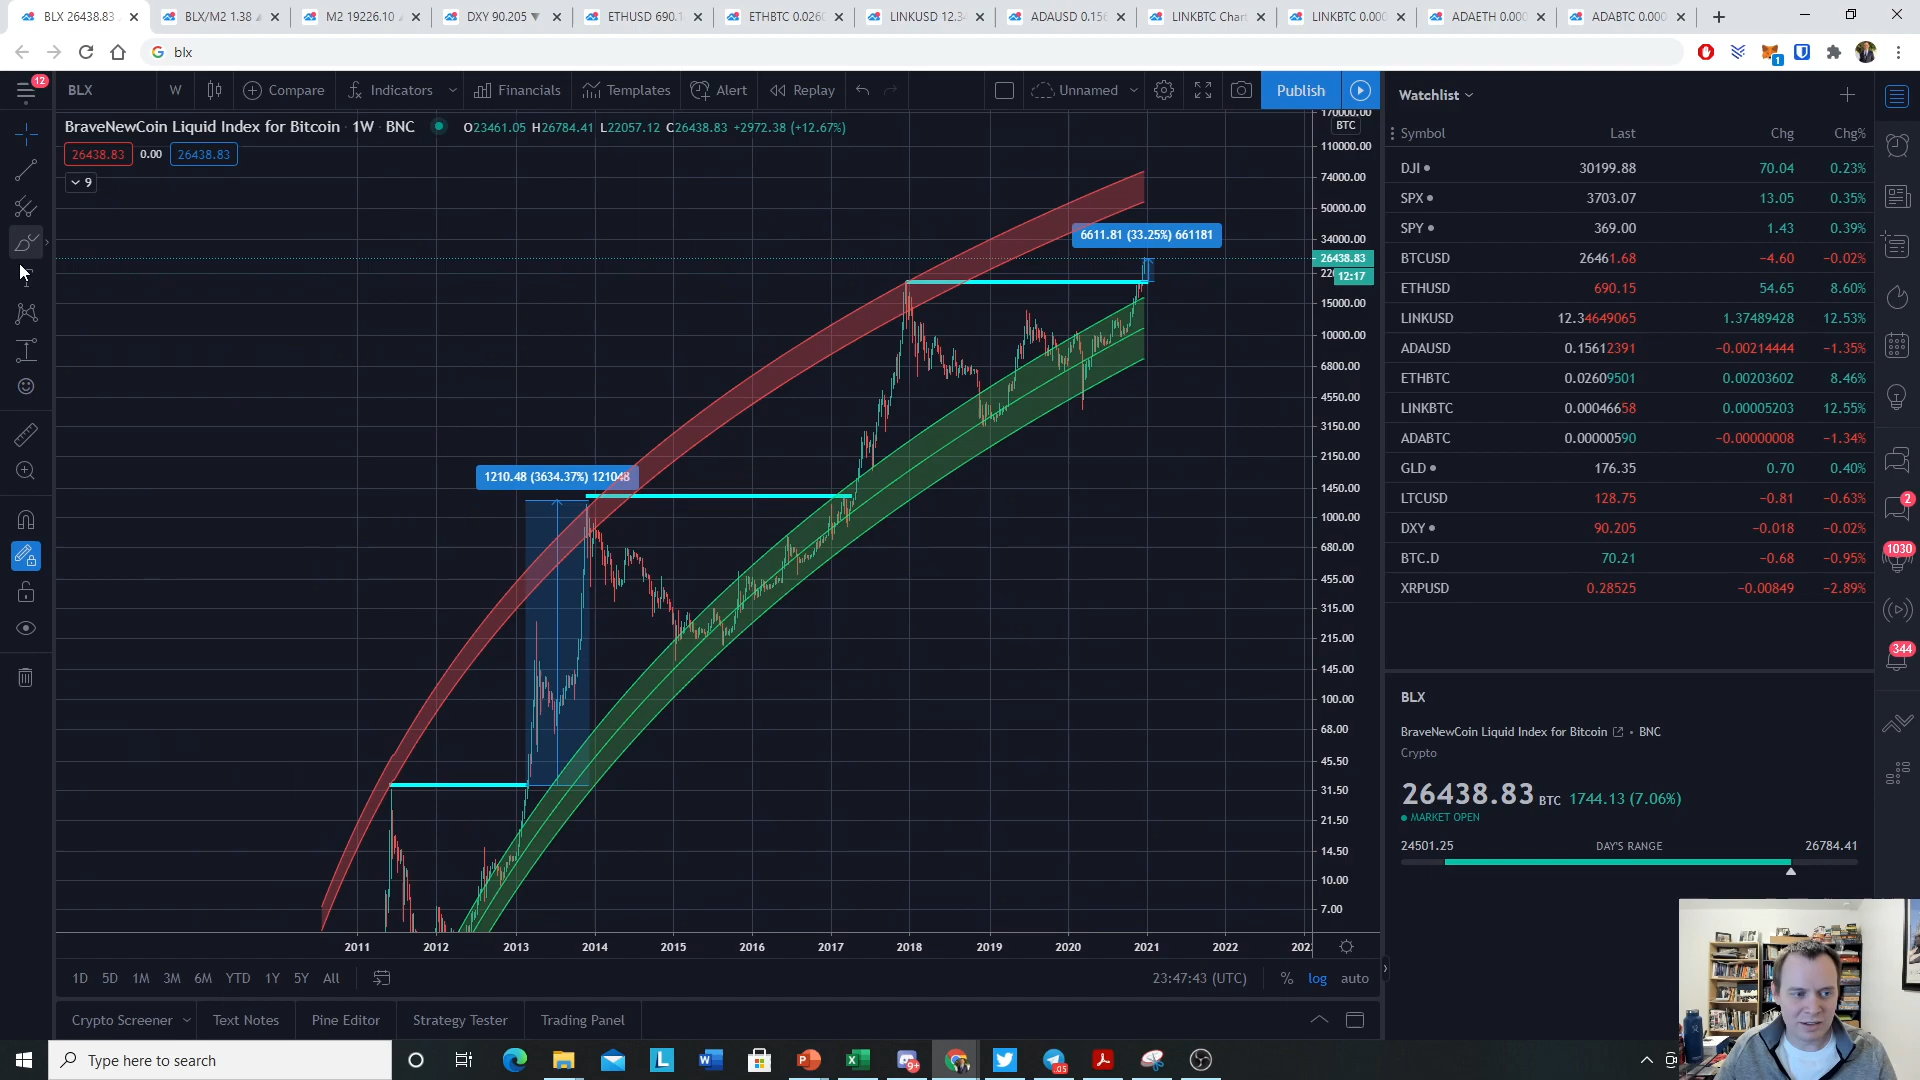 BLX 26438.83
BLX/M2 1.38
M2 19226.10
DXY 90.205 ▼
ETHUSD 690.1
ETHBTC 0.0260
LINKUSD 12.34
ADAUSD 0.156
LINKBTC Chart
LINKBTC 0.000
ADAETH 0.000
ADABTC 0.000
blx
1
12
BLX
W
Compare
Indicators
Financials
Templates
Alert
Replay
Unnamed
Publish
BraveNewCoin Liquid Index for Bitcoin · 1W · BNC
O23461.05 H26784.41 L22057.12 C26438.83 +2972.38 (+12.67%)
26438.83 0.00 26438.83
9
170000.00
BTC
110000.00
74000.00
50000.00
34000.00
26438.83
12:17
15000.00
10000.00
6800.00
4550.00
3150.00
2150.00
1450.00
1000.00
680.00
455.00
315.00
215.00
145.00
100.00
68.00
45.50
31.50
21.50
14.50
10.00
7.00
6611.81 (33.25%) 661181
1210.48 (3634.37%) 121048
2011 2012 2013 2014 2015 2016 2017 2018 2019 2020 2021 2022
1D 5D 1M 3M 6M YTD 1Y 5Y All
23:47:43 (UTC) % log auto
Crypto Screener Text Notes Pine Editor Strategy Tester Trading Panel
Watchlist
Symbol Last Chg Chg%
DJI 30199.88 70.04 0.23%
SPX 3703.07 13.05 0.35%
SPY 369.00 1.43 0.39%
BTCUSD 26461.68 −4.60 −0.02%
ETHUSD 690.15 54.65 8.60%
LINKUSD 12.34649065 1.37489428 12.53%
ADAUSD 0.15612391 −0.00214444 −1.35%
ETHBTC 0.02609501 0.00203602 8.46%
LINKBTC 0.00046658 0.00005203 12.55%
ADABTC 0.00000590 −0.00000008 −1.34%
GLD 176.35 0.70 0.40%
LTCUSD 128.75 −0.81 −0.63%
DXY 90.205 −0.018 −0.02%
BTC.D 70.21 −0.68 −0.95%
XRPUSD 0.28525 −0.00849 −2.89%
2
1030
344
BLX
BraveNewCoin Liquid Index for Bitcoin • BNC
Crypto
26438.83 BTC 1744.13 (7.06%)
MARKET OPEN
24501.25 DAY'S RANGE 26784.41
Type here to search